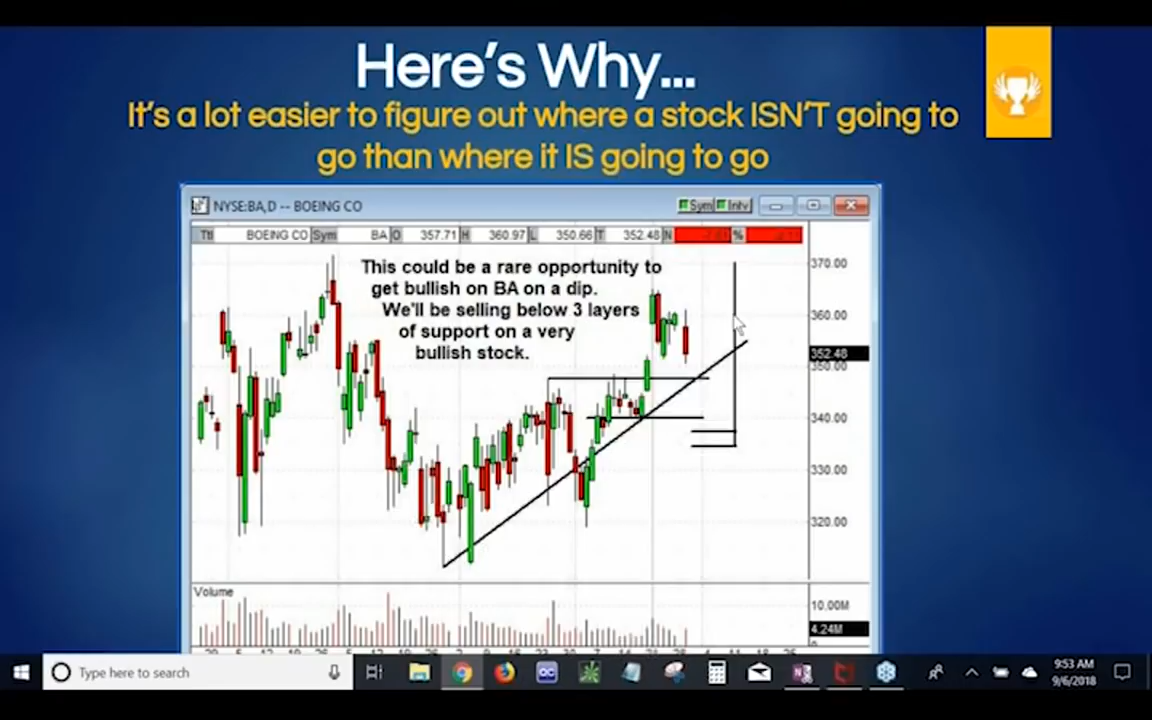 Here's Why...
It's a lot easier to figure out where a stock ISN'T going to
go than where it IS going to go
NYSE:BA,D -- BOEING CO
Sym Intv
Ttl BOEING CO Sym BA O 357.71 H 360.97 L 350.66 T 352.48 N %
This could be a rare opportunity to
get bullish on BA on a dip.
We'll be selling below 3 layers
of support on a very
bullish stock.
370.00
360.00
352.48
350.00
340.00
330.00
320.00
Volume
10.00M
4.24M
Type here to search
9:53 AM
9/6/2018